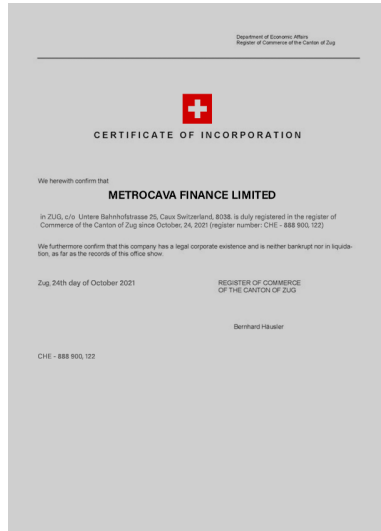 Department of Economic Affairs
Register of Commerce of the Canton of Zug
CERTIFICATE OF INCORPORATION
We herewith confirm that
METROCAVA FINANCE LIMITED
in ZUG, c/o Untere Bahnhofstrasse 25, Caux Switzerland, 8038. is duly registered in the register of
Commerce of the Canton of Zug since October, 24, 2021 (register number: CHE - 888 900, 122)
We furthermore confirm that this company has a legal corporate existence and is neither bankrupt nor in liquida-
tion, as far as the records of this office show.
Zug, 24th day of October 2021
REGISTER OF COMMERCE
OF THE CANTON OF ZUG
Bernhard Häusler
CHE - 888 900, 122